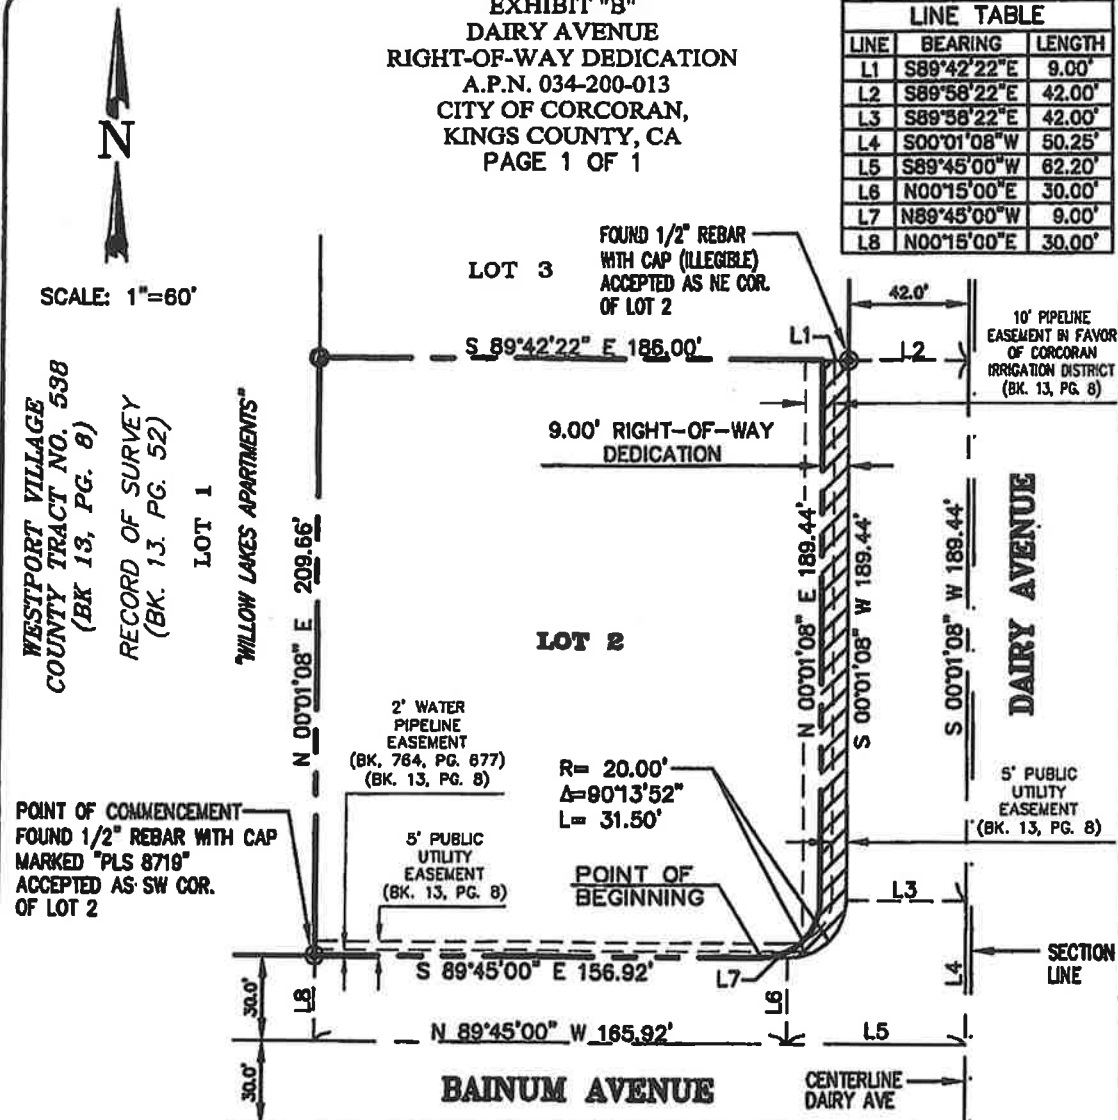 EXHIBIT "B"
DAIRY AVENUE
RIGHT-OF-WAY DEDICATION
A.P.N. 034-200-013
CITY OF CORCORAN,
KINGS COUNTY, CA
PAGE 1 OF 1
LINE TABLE
LINE BEARING LENGTH
L1 S89°42'22"E 9.00'
L2 S89°58'22"E 42.00'
L3 S89°58'22"E 42.00'
L4 S00°01'08"W 50.25'
L5 S89°45'00"W 62.20'
L6 N00°15'00"E 30.00'
L7 N89°45'00"W 9.00'
L8 N00°15'00"E 30.00'
N
SCALE: 1"=60'
LOT 3
FOUND 1/2" REBAR
WITH CAP (ILLEGIBLE)
ACCEPTED AS NE COR.
OF LOT 2
42.0'
10' PIPELINE
EASEMENT IN FAVOR
OF CORCORAN
IRRIGATION DISTRICT
(BK. 13, PG. 8)
S 89°42'22" E 186.00'
L1
L2
WESTPORT VILLAGE
COUNTY TRACT NO. 538
(BK 13, PG. 8)
RECORD OF SURVEY
(BK. 13. PG. 52)
LOT 1
"WILLOW LAKES APARTMENTS"
N 00°01'08" E 209.66'
9.00' RIGHT-OF-WAY
DEDICATION
N 00°01'08" E 189.44'
S 00°01'08" W 189.44'
S 00°01'08" W 189.44'
DAIRY AVENUE
LOT 2
2' WATER
PIPELINE
EASEMENT
(BK. 764, PG. 677)
(BK. 13, PG. 8)
R= 20.00'
Δ=90°13'52"
L= 31.50'
5' PUBLIC
UTILITY
EASEMENT
(BK. 13, PG. 8)
POINT OF COMMENCEMENT
FOUND 1/2" REBAR WITH CAP
MARKED "PLS 8719"
ACCEPTED AS SW COR.
OF LOT 2
5' PUBLIC
UTILITY
EASEMENT
(BK. 13, PG. 8)
POINT OF
BEGINNING
L3
S 89°45'00" E 156.92'
L7
L4
SECTION
LINE
30.0'
L8
L6
N 89°45'00" W 165.92'
L5
30.0'
BAINUM AVENUE
CENTERLINE
DAIRY AVE